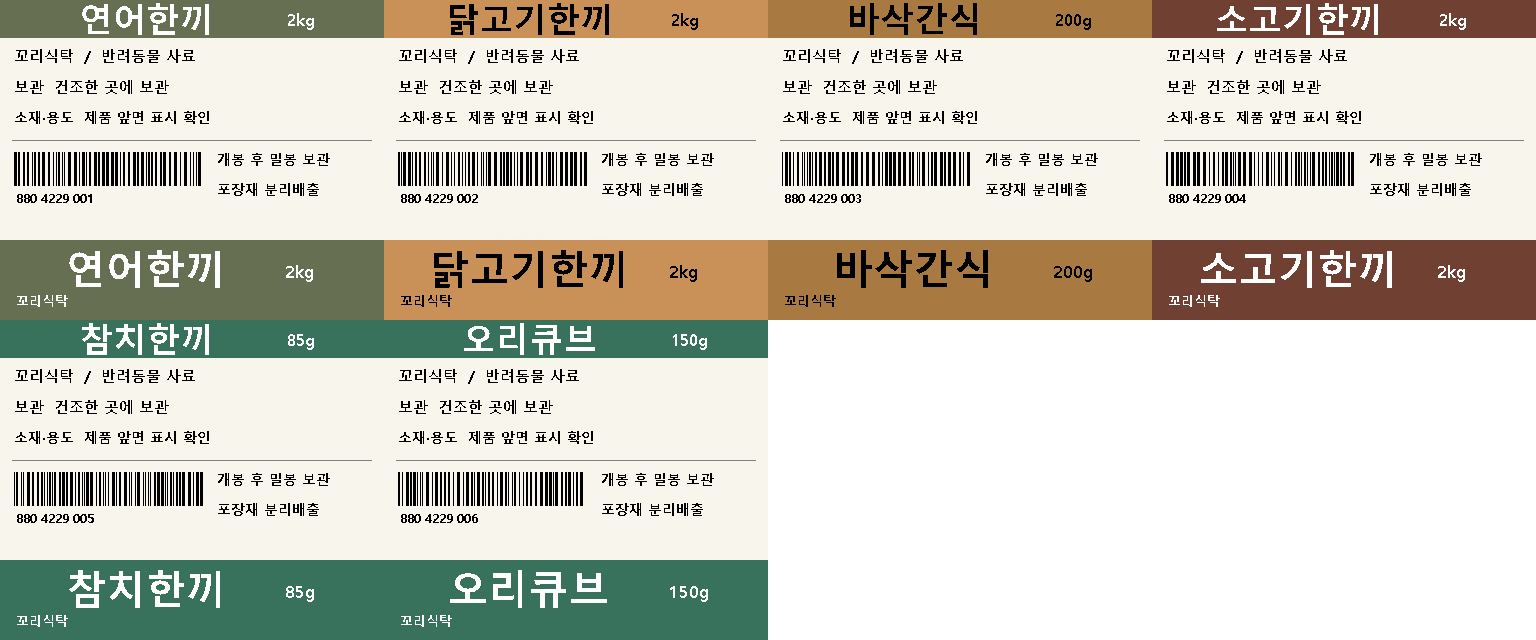 연어한끼 2kg
꼬리식탁 / 반려동물 사료
보관 건조한 곳에 보관
소재·용도 제품 앞면 표시 확인
개봉 후 밀봉 보관
포장재 분리배출
880 4229 001
연어한끼 2kg
꼬리식탁
닭고기한끼 2kg
꼬리식탁 / 반려동물 사료
보관 건조한 곳에 보관
소재·용도 제품 앞면 표시 확인
개봉 후 밀봉 보관
포장재 분리배출
880 4229 002
닭고기한끼 2kg
꼬리식탁
바삭간식 200g
꼬리식탁 / 반려동물 사료
보관 건조한 곳에 보관
소재·용도 제품 앞면 표시 확인
개봉 후 밀봉 보관
포장재 분리배출
880 4229 003
바삭간식 200g
꼬리식탁
소고기한끼 2kg
꼬리식탁 / 반려동물 사료
보관 건조한 곳에 보관
소재·용도 제품 앞면 표시 확인
개봉 후 밀봉 보관
포장재 분리배출
880 4229 004
소고기한끼 2kg
꼬리식탁
참치한끼 85g
꼬리식탁 / 반려동물 사료
보관 건조한 곳에 보관
소재·용도 제품 앞면 표시 확인
개봉 후 밀봉 보관
포장재 분리배출
880 4229 005
참치한끼 85g
꼬리식탁
오리큐브 150g
꼬리식탁 / 반려동물 사료
보관 건조한 곳에 보관
소재·용도 제품 앞면 표시 확인
개봉 후 밀봉 보관
포장재 분리배출
880 4229 006
오리큐브 150g
꼬리식탁